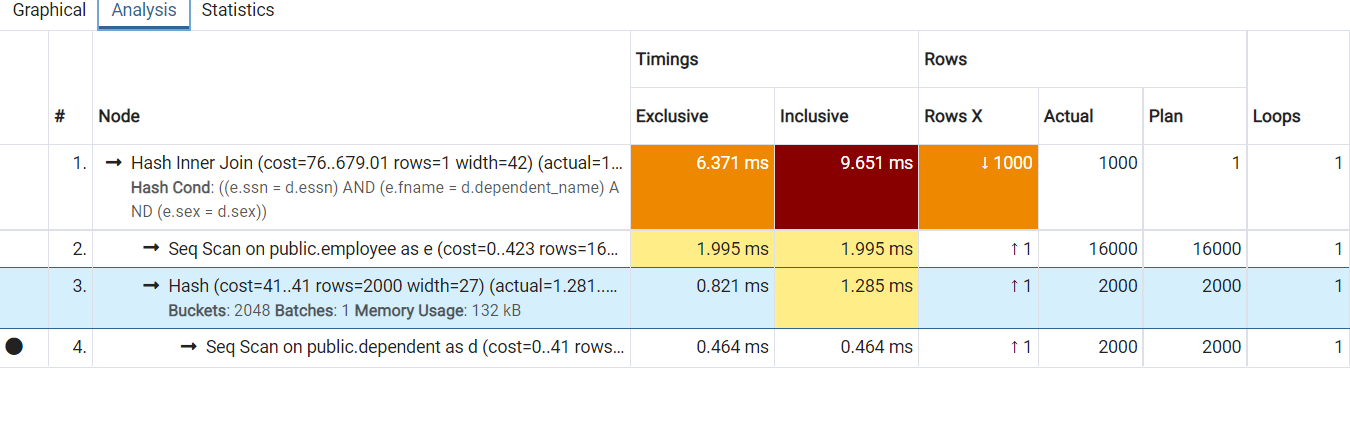 Graphical Analysis Statistics
Timings Rows
# Node Exclusive Inclusive Rows X Actual Plan Loops
1. → Hash Inner Join (cost=76..679.01 rows=1 width=42) (actual=1... 6.371 ms 9.651 ms ↓ 1000 1000 1 1
Hash Cond: ((e.ssn = d.essn) AND (e.fname = d.dependent_name) A
ND (e.sex = d.sex))
2. → Seq Scan on public.employee as e (cost=0..423 rows=16... 1.995 ms 1.995 ms ↑ 1 16000 16000 1
3. → Hash (cost=41..41 rows=2000 width=27) (actual=1.281..... 0.821 ms 1.285 ms ↑ 1 2000 2000 1
Buckets: 2048 Batches: 1 Memory Usage: 132 kB
4. → Seq Scan on public.dependent as d (cost=0..41 rows... 0.464 ms 0.464 ms ↑ 1 2000 2000 1